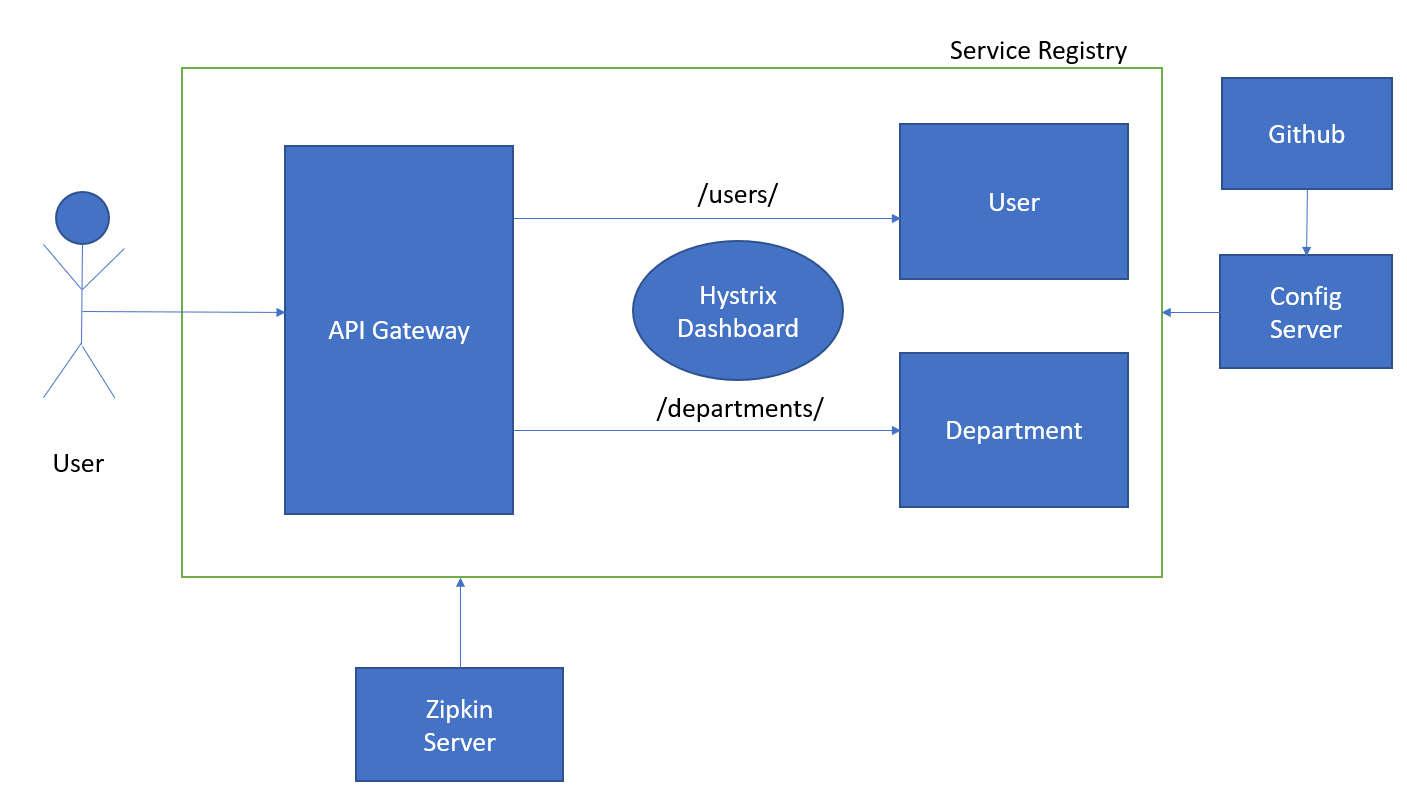 Service Registry
Github
/users/
User
Hystrix
Dashboard
Config
Server
API Gateway
/departments/
Department
User
Zipkin
Server